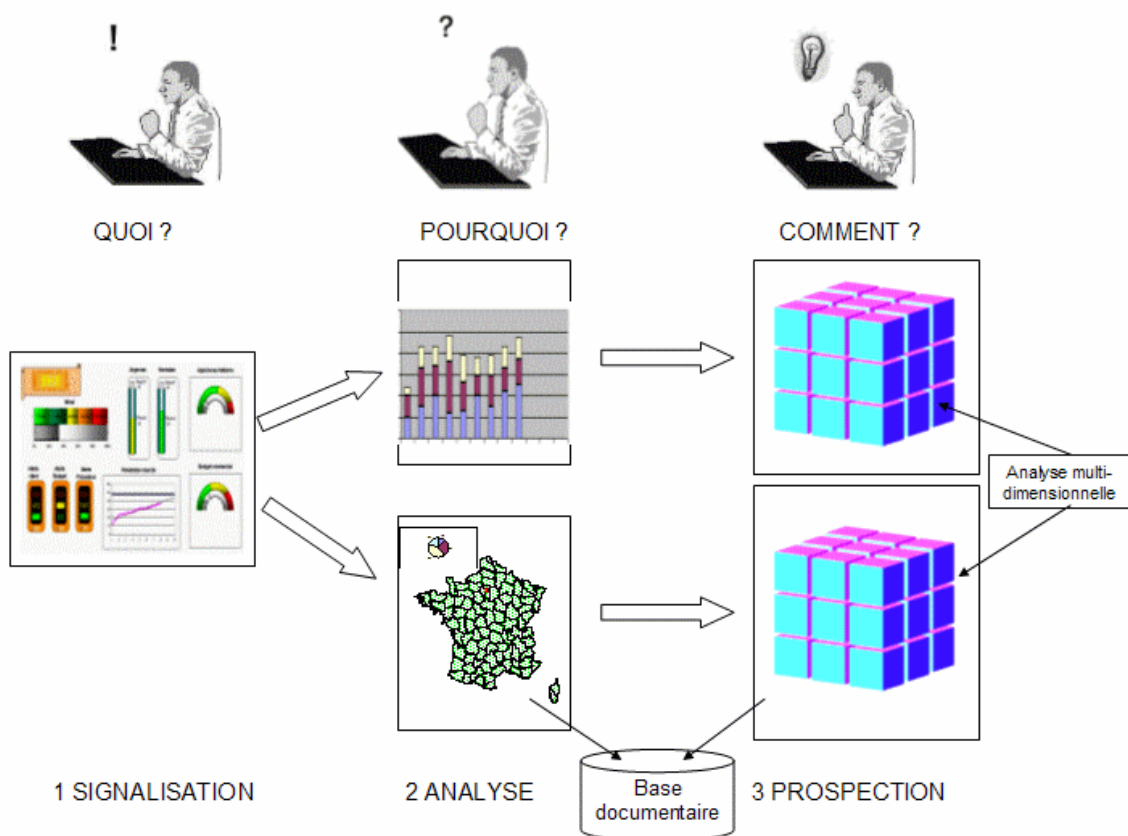 !
?
QUOI ?
POURQUOI ?
COMMENT ?
Analyse multi-
dimensionnelle
1 SIGNALISATION
2 ANALYSE
Base
documentaire
3 PROSPECTION